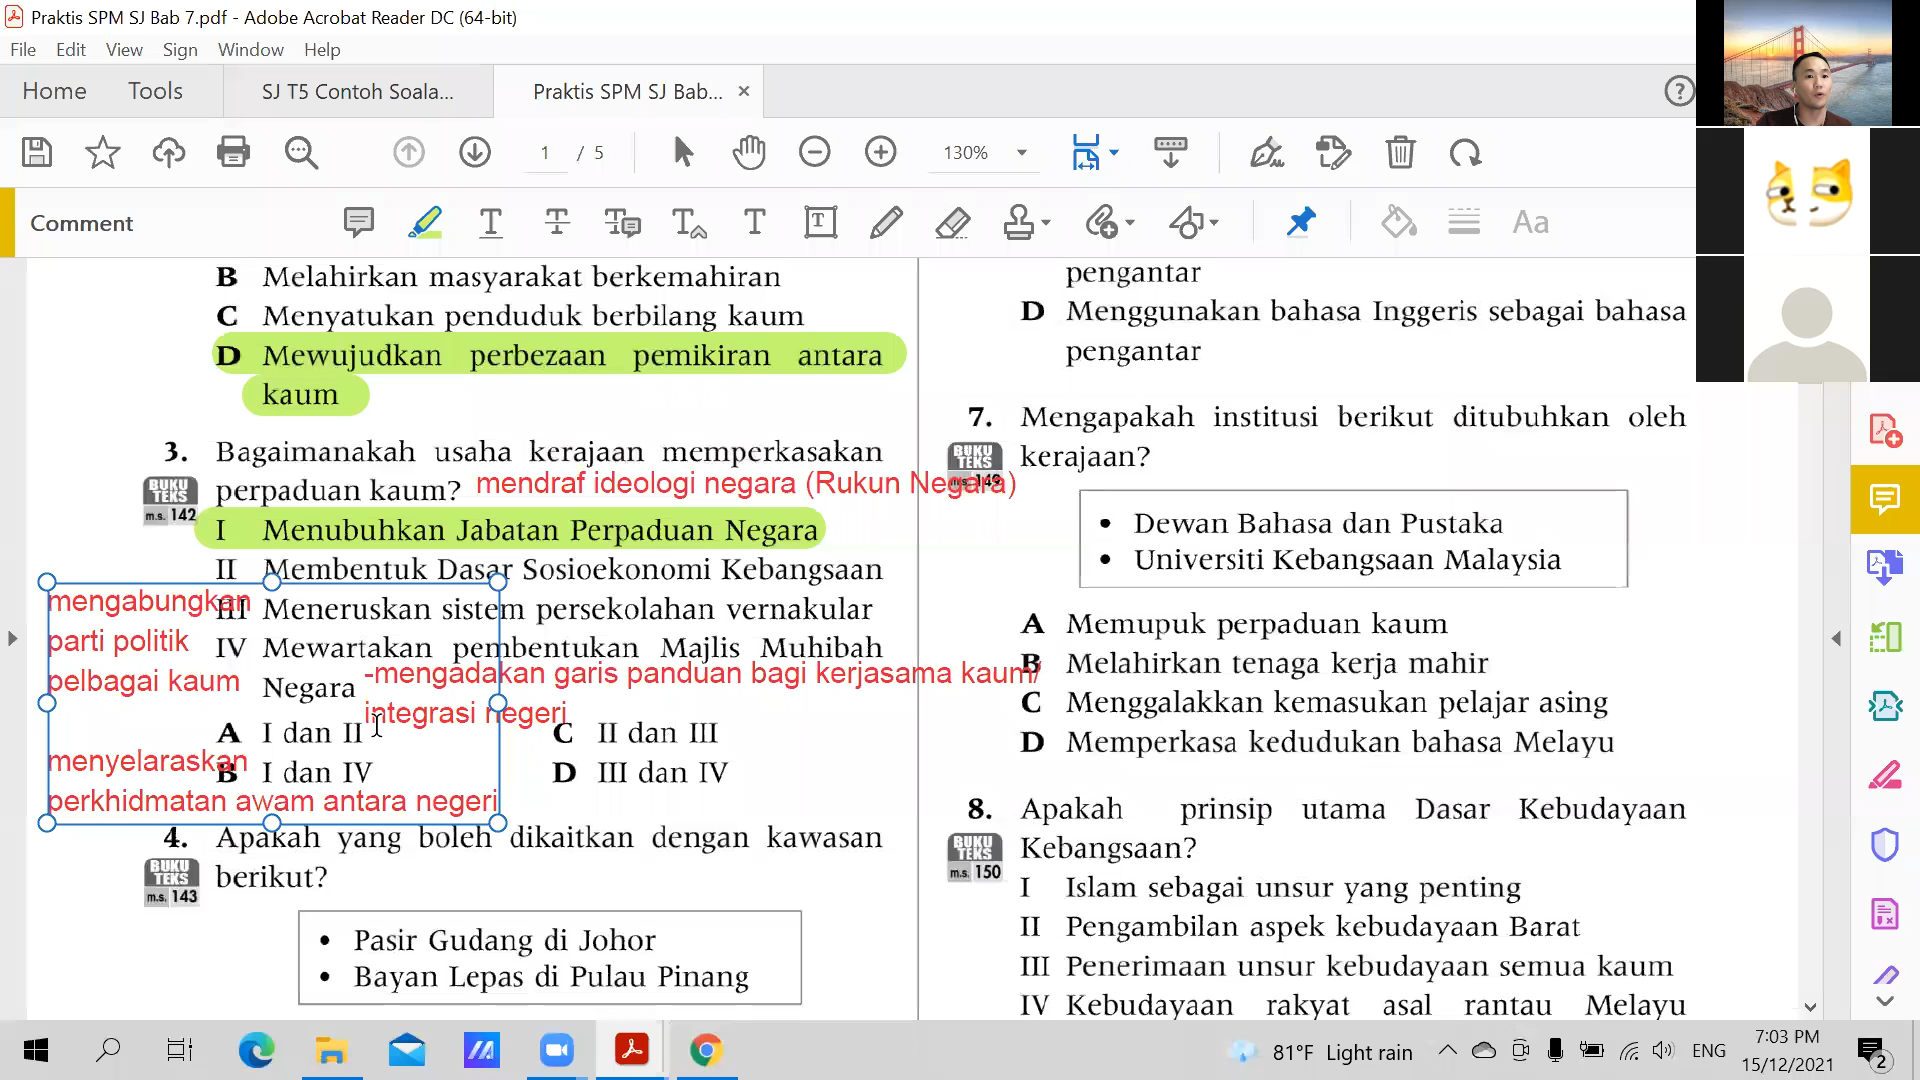 Praktis SPM SJ Bab 7.pdf - Adobe Acrobat Reader DC (64-bit)
File Edit View Sign Window Help
Home Tools SJ T5 Contoh Soala... Praktis SPM SJ Bab... ×
1 / 5 130%
Comment
B Melahirkan masyarakat berkemahiran
C Menyatukan penduduk berbilang kaum
D Mewujudkan perbezaan pemikiran antara
kaum
3. Bagaimanakah usaha kerajaan memperkasakan
perpaduan kaum?
BUKU
TEKS
m.s. 142
mendraf ideologi negara (Rukun Negara)
I Menubuhkan Jabatan Perpaduan Negara
II Membentuk Dasar Sosioekonomi Kebangsaan
III Meneruskan sistem persekolahan vernakular
IV Mewartakan pembentukan Majlis Muhibah
Negara
mengabungkan
parti politik
pelbagai kaum
-mengadakan garis panduan bagi kerjasama kaum/
integrasi negeri
A I dan II
C II dan III
B I dan IV
D III dan IV
menyelaraskan
perkhidmatan awam antara negeri
4. Apakah yang boleh dikaitkan dengan kawasan
berikut?
BUKU
TEKS
m.s. 143
• Pasir Gudang di Johor
• Bayan Lepas di Pulau Pinang
pengantar
D Menggunakan bahasa Inggeris sebagai bahasa
pengantar
7. Mengapakah institusi berikut ditubuhkan oleh
kerajaan?
BUKU
TEKS
m.s. 149
• Dewan Bahasa dan Pustaka
• Universiti Kebangsaan Malaysia
A Memupuk perpaduan kaum
B Melahirkan tenaga kerja mahir
C Menggalakkan kemasukan pelajar asing
D Memperkasa kedudukan bahasa Melayu
8. Apakah prinsip utama Dasar Kebudayaan
Kebangsaan?
BUKU
TEKS
m.s. 150
I Islam sebagai unsur yang penting
II Pengambilan aspek kebudayaan Barat
III Penerimaan unsur kebudayaan semua kaum
IV Kebudayaan rakyat asal rantau Melayu
81°F Light rain ENG
7:03 PM
15/12/2021
2